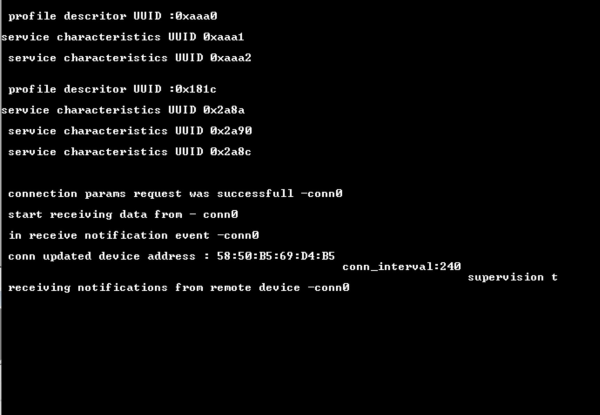 profile descritor UUID :0xaaa0
service characteristics UUID 0xaaa1
service characteristics UUID 0xaaa2
profile descritor UUID :0x181c
service characteristics UUID 0x2a8a
service characteristics UUID 0x2a90
service characteristics UUID 0x2a8c
connection params request was successfull -conn0
start receiving data from - conn0
in receive notification event -conn0
conn updated device address : 58:50:B5:69:D4:B5
conn_interval:240
supervision t
receiving notifications from remote device -conn0